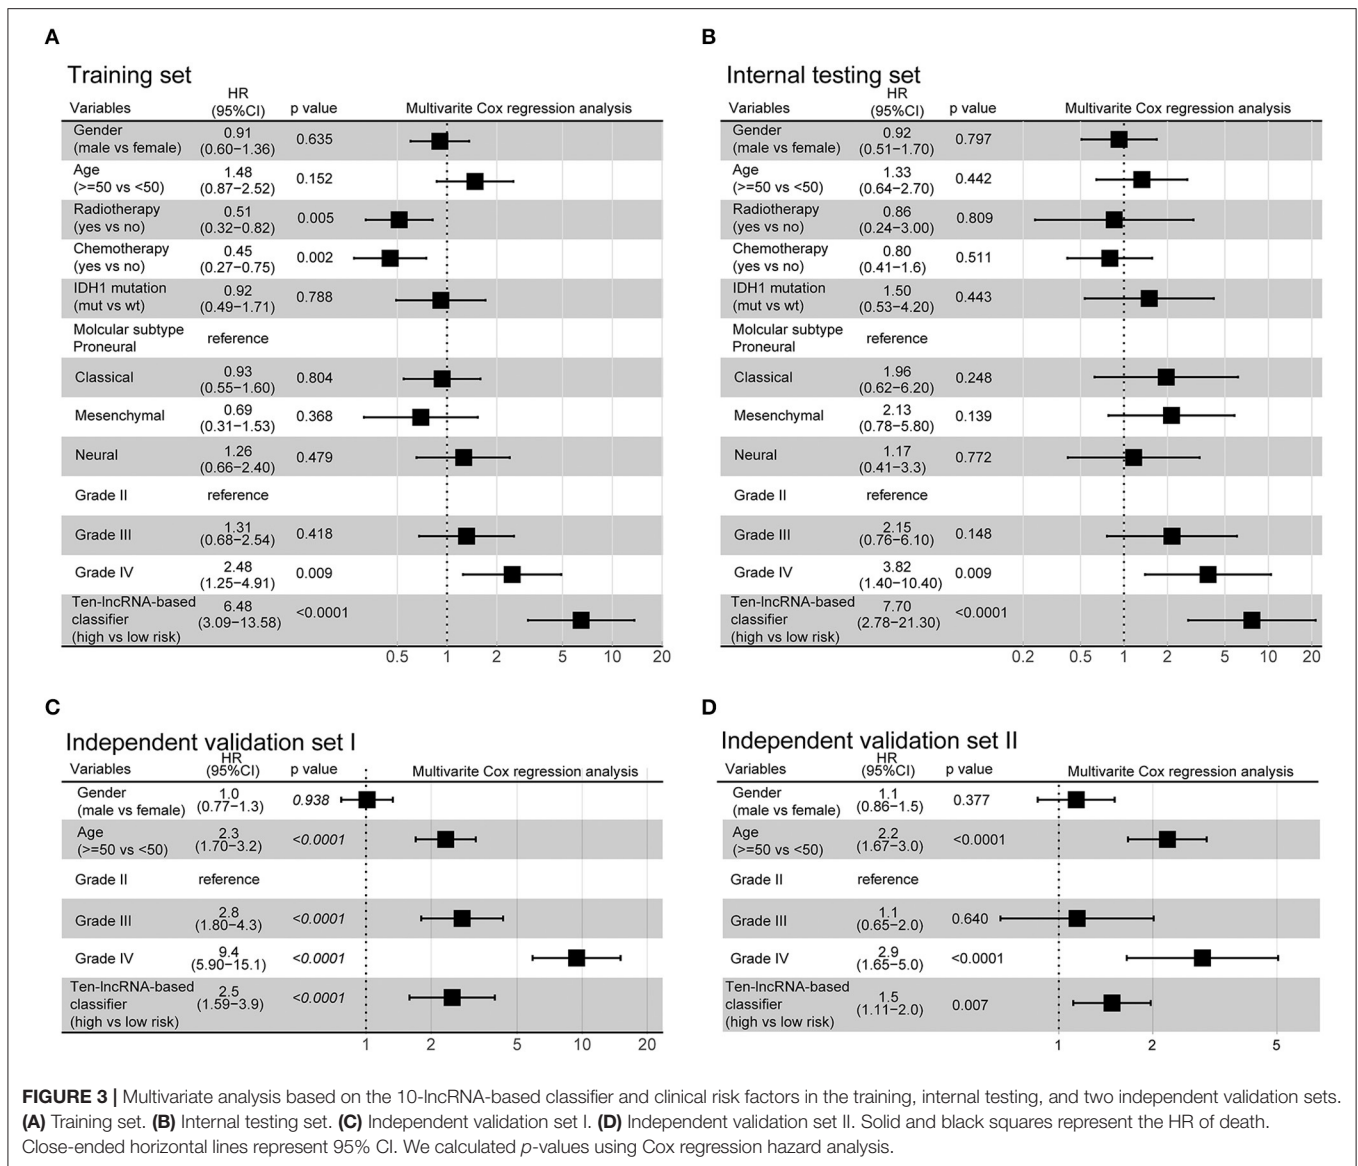 A
Training set
Variables HR (95%CI) p value Multivarite Cox regression analysis
Gender (male vs female) 0.91 (0.60−1.36) 0.635
Age (>=50 vs <50) 1.48 (0.87−2.52) 0.152
Radiotherapy (yes vs no) 0.51 (0.32−0.82) 0.005
Chemotherapy (yes vs no) 0.45 (0.27−0.75) 0.002
IDH1 mutation (mut vs wt) 0.92 (0.49−1.71) 0.788
Molcular subtype Proneural reference
Classical 0.93 (0.55−1.60) 0.804
Mesenchymal 0.69 (0.31−1.53) 0.368
Neural 1.26 (0.66−2.40) 0.479
Grade II reference
Grade III 1.31 (0.68−2.54) 0.418
Grade IV 2.48 (1.25−4.91) 0.009
Ten-lncRNA-based classifier (high vs low risk) 6.48 (3.09−13.58) <0.0001
0.5 1 2 5 10 20
B
Internal testing set
Variables HR (95%CI) p value Multivarite Cox regression analysis
Gender (male vs female) 0.92 (0.51−1.70) 0.797
Age (>=50 vs <50) 1.33 (0.64−2.70) 0.442
Radiotherapy (yes vs no) 0.86 (0.24−3.00) 0.809
Chemotherapy (yes vs no) 0.80 (0.41−1.6) 0.511
IDH1 mutation (mut vs wt) 1.50 (0.53−4.20) 0.443
Molcular subtype Proneural reference
Classical 1.96 (0.62−6.20) 0.248
Mesenchymal 2.13 (0.78−5.80) 0.139
Neural 1.17 (0.41−3.3) 0.772
Grade II reference
Grade III 2.15 (0.76−6.10) 0.148
Grade IV 3.82 (1.40−10.40) 0.009
Ten-lncRNA-based classifier (high vs low risk) 7.70 (2.78−21.30) <0.0001
0.2 0.5 1 2 5 10 20
C
Independent validation set I
Variables HR (95%CI) p value Multivarite Cox regression analysis
Gender (male vs female) 1.0 (0.77−1.3) 0.938
Age (>=50 vs <50) 2.3 (1.70−3.2) <0.0001
Grade II reference
Grade III 2.8 (1.80−4.3) <0.0001
Grade IV 9.4 (5.90−15.1) <0.0001
Ten-lncRNA-based classifier (high vs low risk) 2.5 (1.59−3.9) <0.0001
1 2 5 10 20
D
Independent validation set II
Variables HR (95%CI) p value Multivarite Cox regression analysis
Gender (male vs female) 1.1 (0.86−1.5) 0.377
Age (>=50 vs <50) 2.2 (1.67−3.0) <0.0001
Grade II reference
Grade III 1.1 (0.65−2.0) 0.640
Grade IV 2.9 (1.65−5.0) <0.0001
Ten-lncRNA-based classifier (high vs low risk) 1.5 (1.11−2.0) 0.007
1 2 5
FIGURE 3 | Multivariate analysis based on the 10-lncRNA-based classifier and clinical risk factors in the training, internal testing, and two independent validation sets.
(A) Training set. (B) Internal testing set. (C) Independent validation set I. (D) Independent validation set II. Solid and black squares represent the HR of death.
Close-ended horizontal lines represent 95% CI. We calculated p-values using Cox regression hazard analysis.